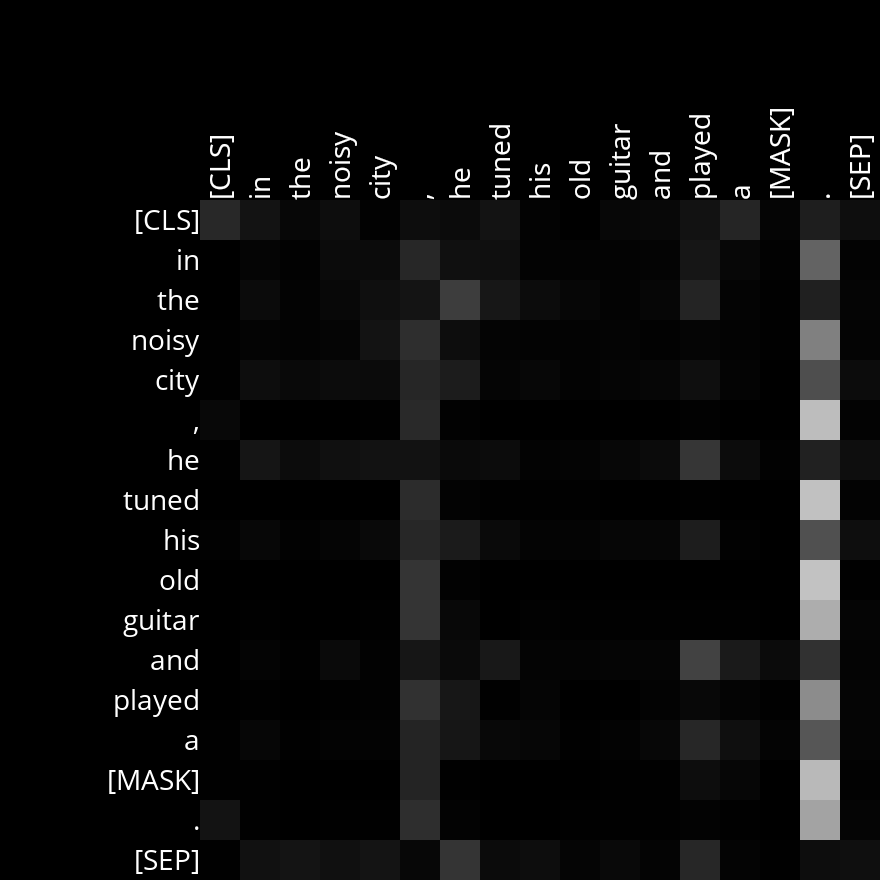 [CLS] in the noisy city , he tuned his old guitar and played a [MASK] . [SEP]
[CLS]
in
the
noisy
city
,
he
tuned
his
old
guitar
and
played
a
[MASK]
.
[SEP]